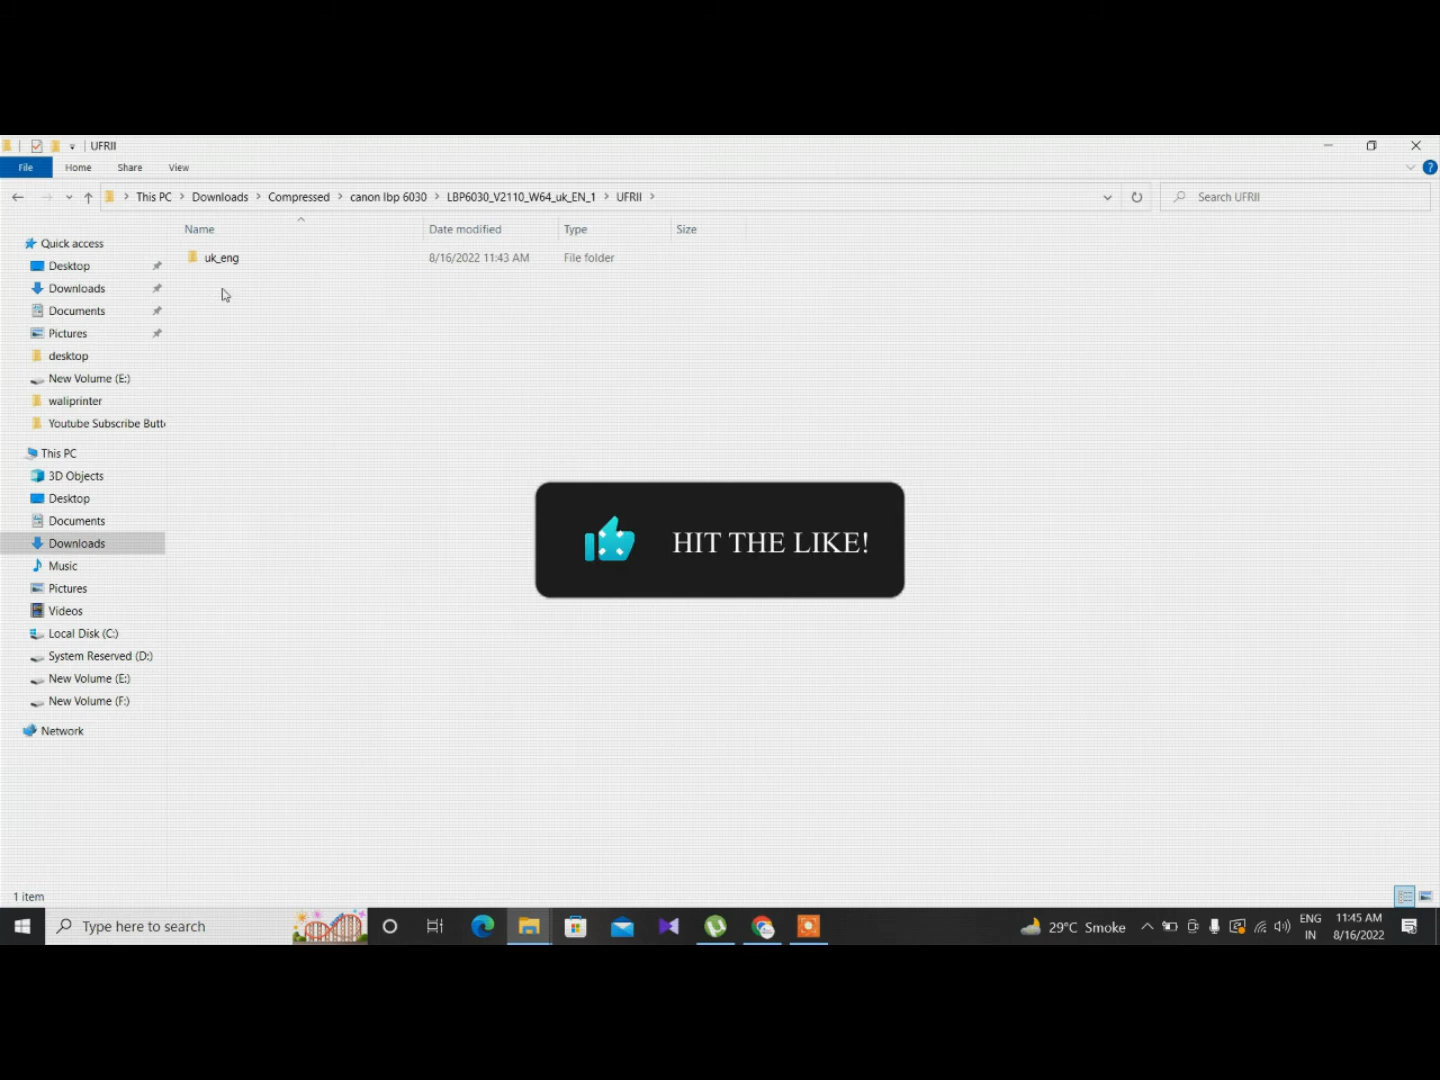 UFRII
File Home Share View
This PC Downloads Compressed canon lbp 6030 LBP6030_V2110_W64_uk_EN_1 UFRII
Search UFRII
Name Date modified Type Size
uk_eng 8/16/2022 11:43 AM File folder
Quick access
Desktop
Downloads
Documents
Pictures
desktop
New Volume (E:)
waliprinter
Youtube Subscribe Butt
This PC
3D Objects
Desktop
Documents
Downloads
Music
Pictures
Videos
Local Disk (C:)
System Reserved (D:)
New Volume (E:)
New Volume (F:)
Network
HIT THE LIKE!
1 item
Type here to search
29°C Smoke
ENG
IN
11:45 AM
8/16/2022